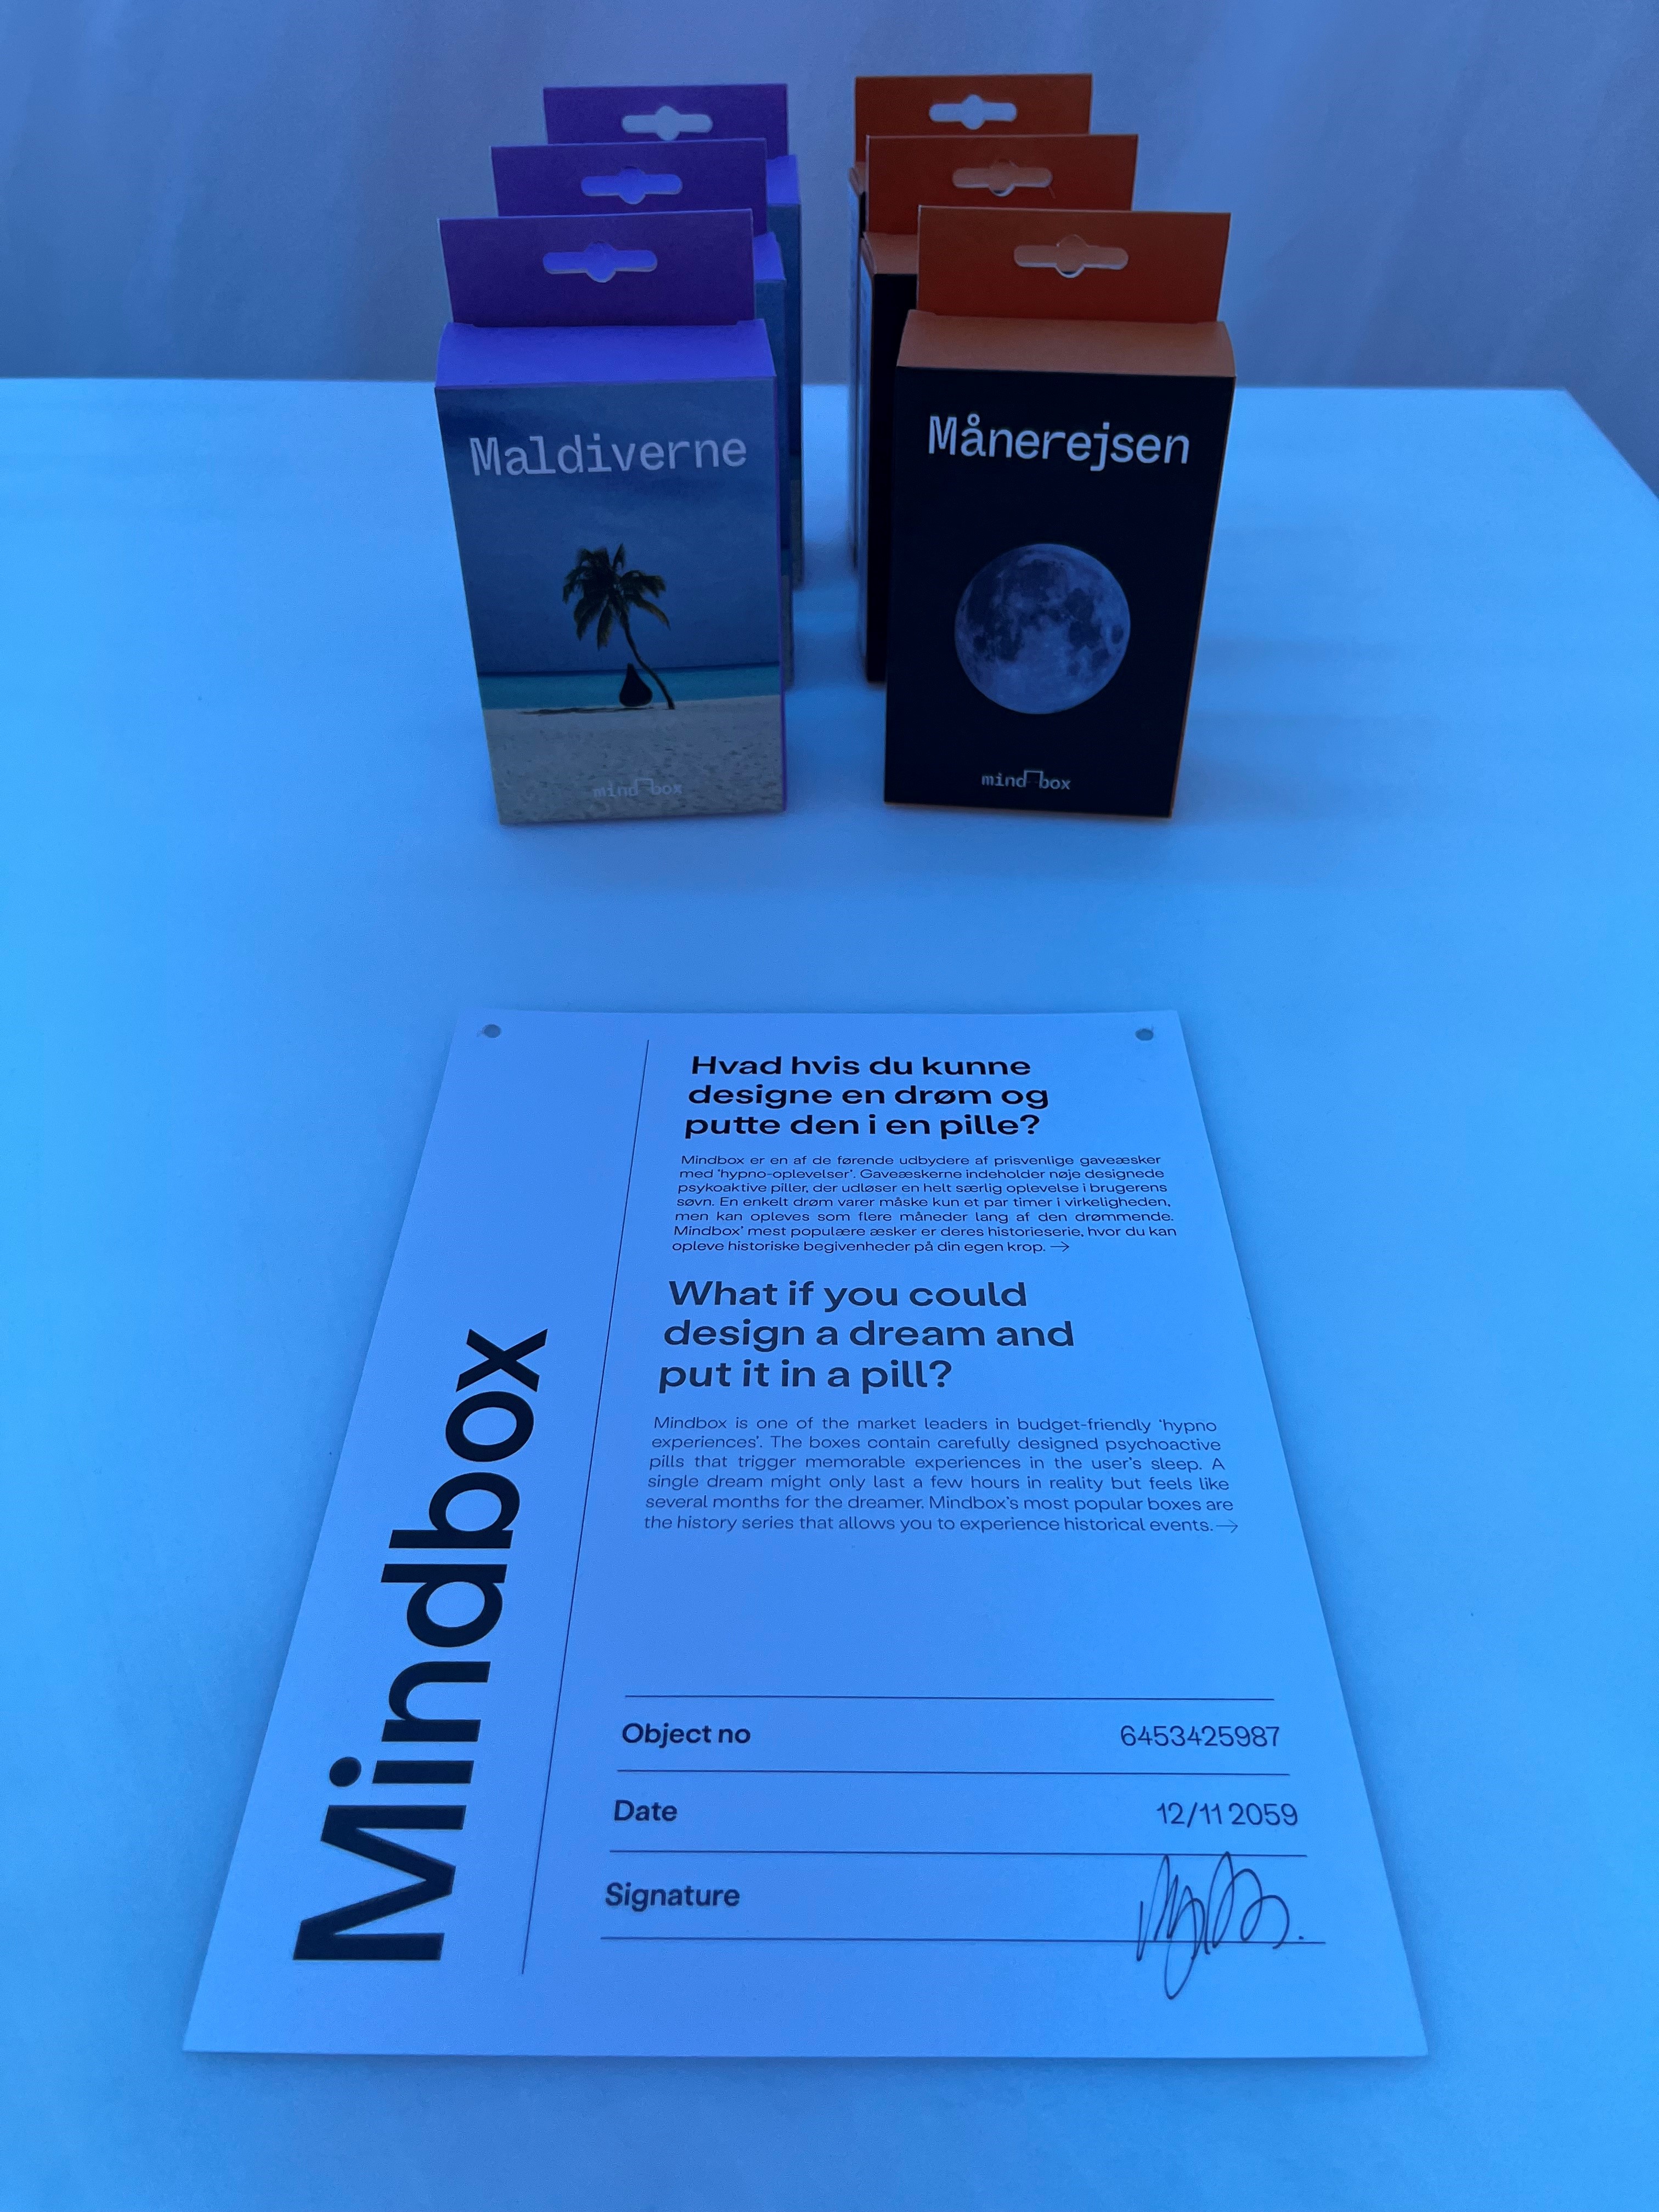 Maldiverne
mind box
Månerejsen
mind box
Mindbox
Hvad hvis du kunne
designe en drøm og
putte den i en pille?
Mindbox er en af de førende udbydere af prisvenlige gaveæsker
med 'hypno-oplevelser'. Gaveæskerne indeholder nøje designede
psykoaktive piller, der udløser en helt særlig oplevelse i brugerens
søvn. En enkelt drøm varer måske kun et par timer i virkeligheden,
men kan opleves som flere måneder lang af den drømmende.
Mindbox' mest populære æsker er deres historieserie, hvor du kan
opleve historiske begivenheder på din egen krop. →
What if you could
design a dream and
put it in a pill?
Mindbox is one of the market leaders in budget-friendly 'hypno
experiences'. The boxes contain carefully designed psychoactive
pills that trigger memorable experiences in the user's sleep. A
single dream might only last a few hours in reality but feels like
several months for the dreamer. Mindbox's most popular boxes are
the history series that allows you to experience historical events. →
Object no 6453425987
Date 12/11 2059
Signature